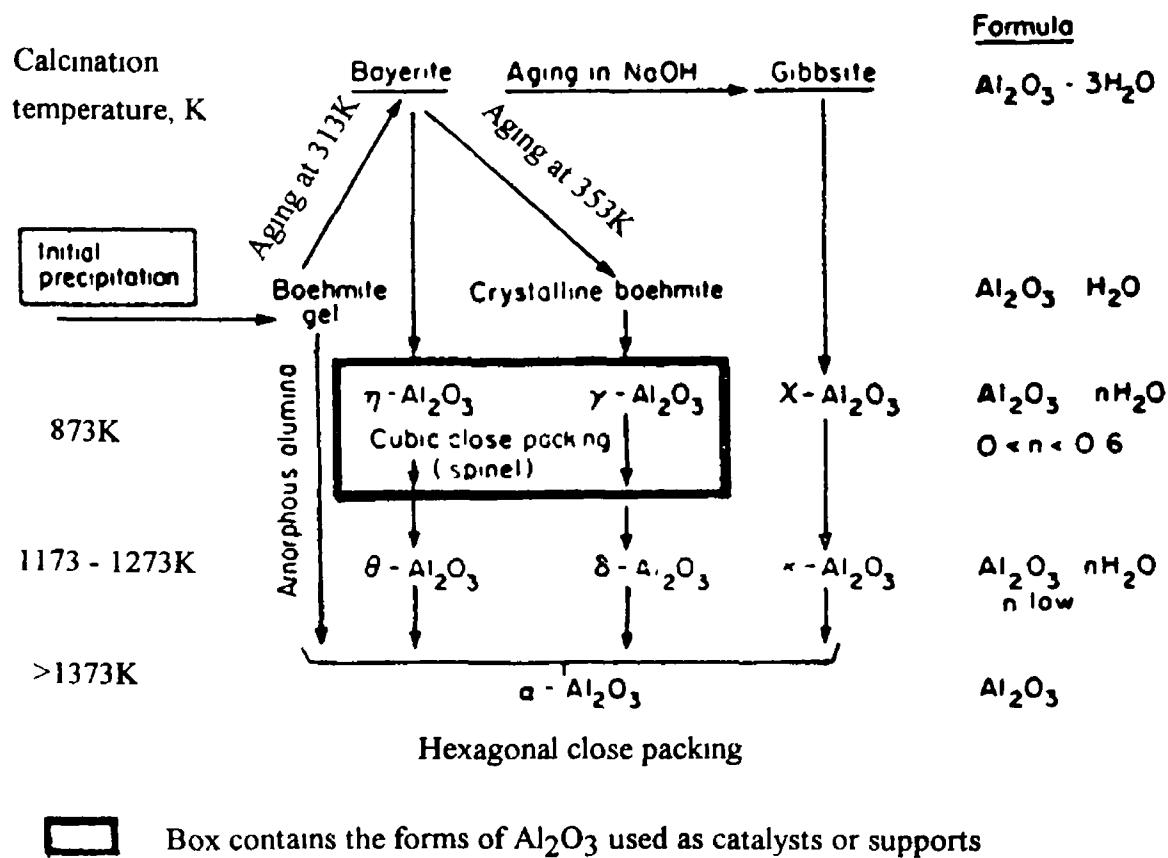 Formula
Calcination
temperature, K
Bayerite
Aging in NaOH
Gibbsite
Al2O3 · 3H2O
Aging at 313K
Aging at 353K
Initial
precipitation
Boehmite
gel
Crystalline boehmite
Al2O3 H2O
Amorphous alumina
873K
η - Al2O3
γ - Al2O3
χ - Al2O3
Al2O3 nH2O
Cubic close packing
(spinel)
0 < n < 0 6
1173 - 1273K
θ - Al2O3
δ - Al2O3
κ - Al2O3
Al2O3 nH2O
n low
>1373K
α - Al2O3
Al2O3
Hexagonal close packing
Box contains the forms of Al2O3 used as catalysts or supports